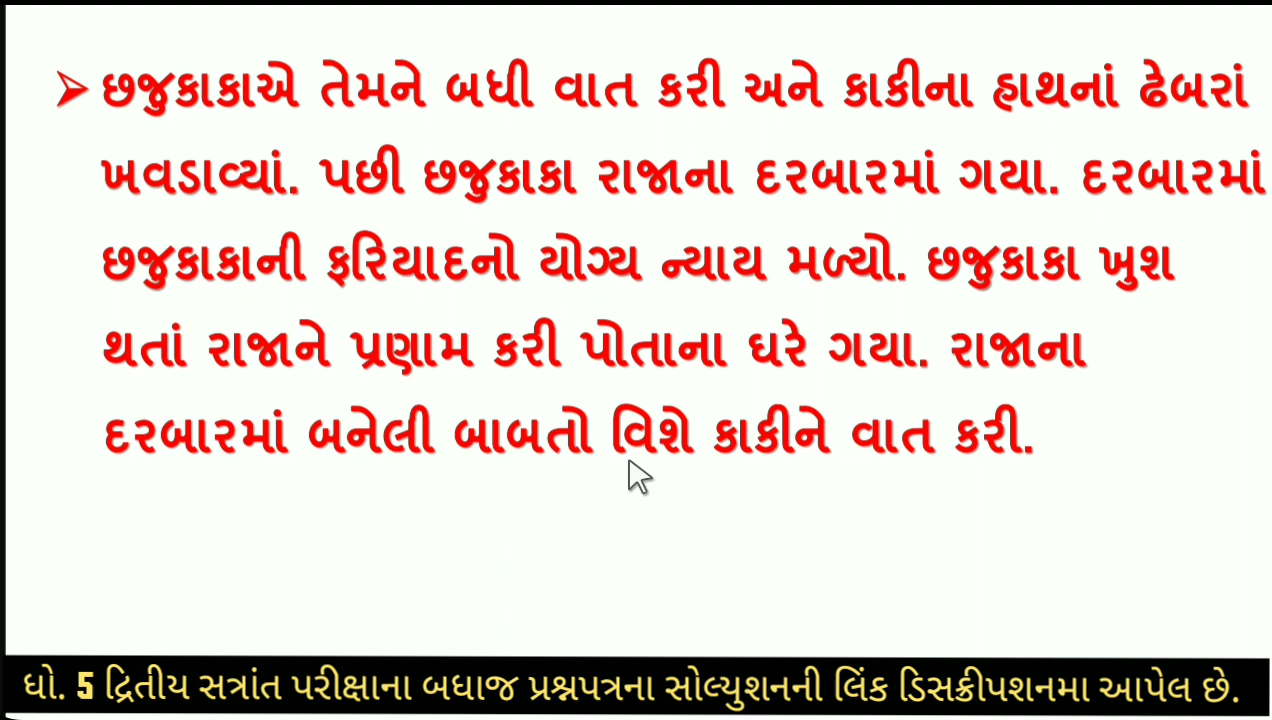 ➢ છજુકાકાએ તેમને બધી વાત કરી અને કાકીના હાથનાં ઢેબરાં
ખવડાવ્યાં. પછી છજુકાકા રાજાના દરબારમાં ગયા. દરબારમાં
છજુકાકાની ફરિયાદનો યોગ્ય ન્યાય મળ્યો. છજુકાકા ખુશ
થતાં રાજાને પ્રણામ કરી પોતાના ઘરે ગયા. રાજાના
દરબારમાં બનેલી બાબતો વિશે કાકીને વાત કરી.
ધો. 5 દ્રિતીય સત્રાંત પરીક્ષાના બધાજ પ્રશ્નપત્રના સોલ્યુશનની લિંક ડિસક્રીપશનમા આપેલ છે.